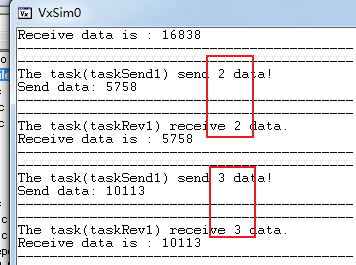 VxSim0
Receive data is : 16838
--------------------------------------------
--------------------------------------------
The task(taskSend1) send 2 data!
Send data: 5758
--------------------------------------------
--------------------------------------------
The task(taskRev1) receive 2 data.
Receive data is : 5758
--------------------------------------------
--------------------------------------------
The task(taskSend1) send 3 data!
Send data: 10113
--------------------------------------------
--------------------------------------------
The task(taskRev1) receive 3 data.
Receive data is : 10113
--------------------------------------------